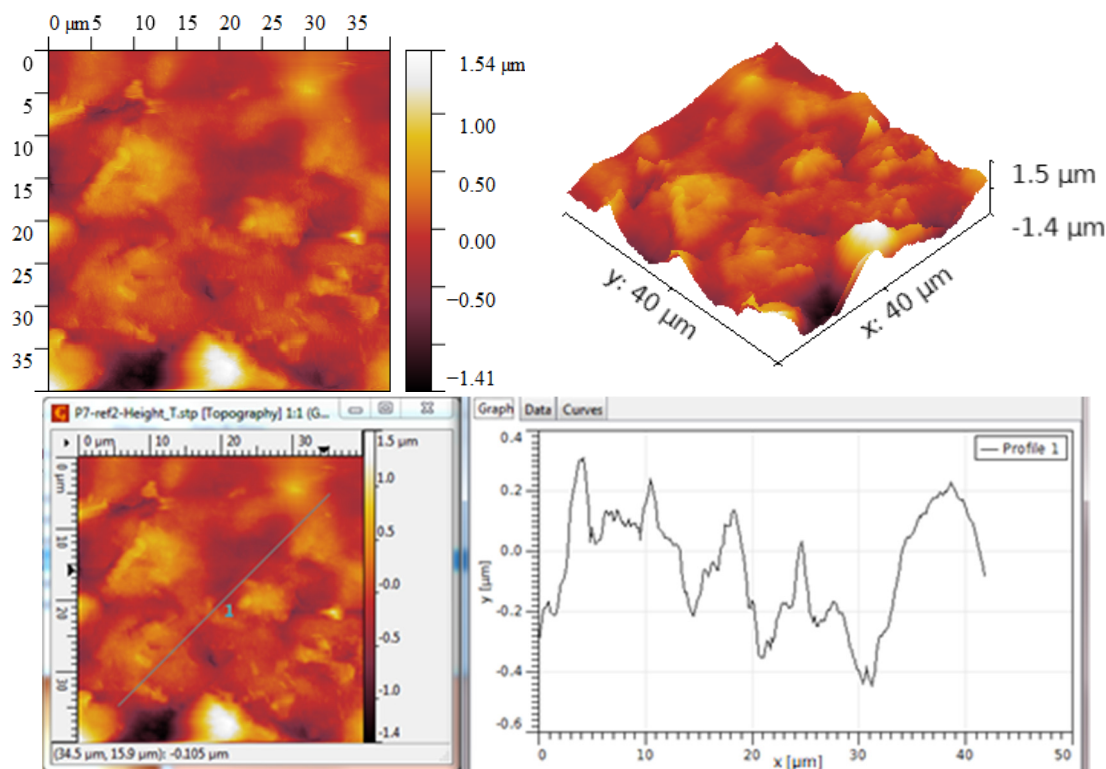 0 μm 5 10 15 20 25 30 35
0
5
10
15
20
25
30
35
1.54 μm
1.00
0.50
0.00
−0.50
−1.41
1.5 μm
-1.4 μm
y: 40 μm
x: 40 μm
P7-ref2-Height_T.stp [Topography] 1:1 (G...
0 μm 10 20 30
0 μm
10
20
30
1
1.5 μm
1.0
0.5
-0.0
-0.5
-1.0
-1.4
(34.5 μm, 15.9 μm): -0.105 μm
Graph Data Curves
Profile 1
0.4
0.2
0.0
-0.2
-0.4
-0.6
y [μm]
0 10 20 30 40 50
x [μm]